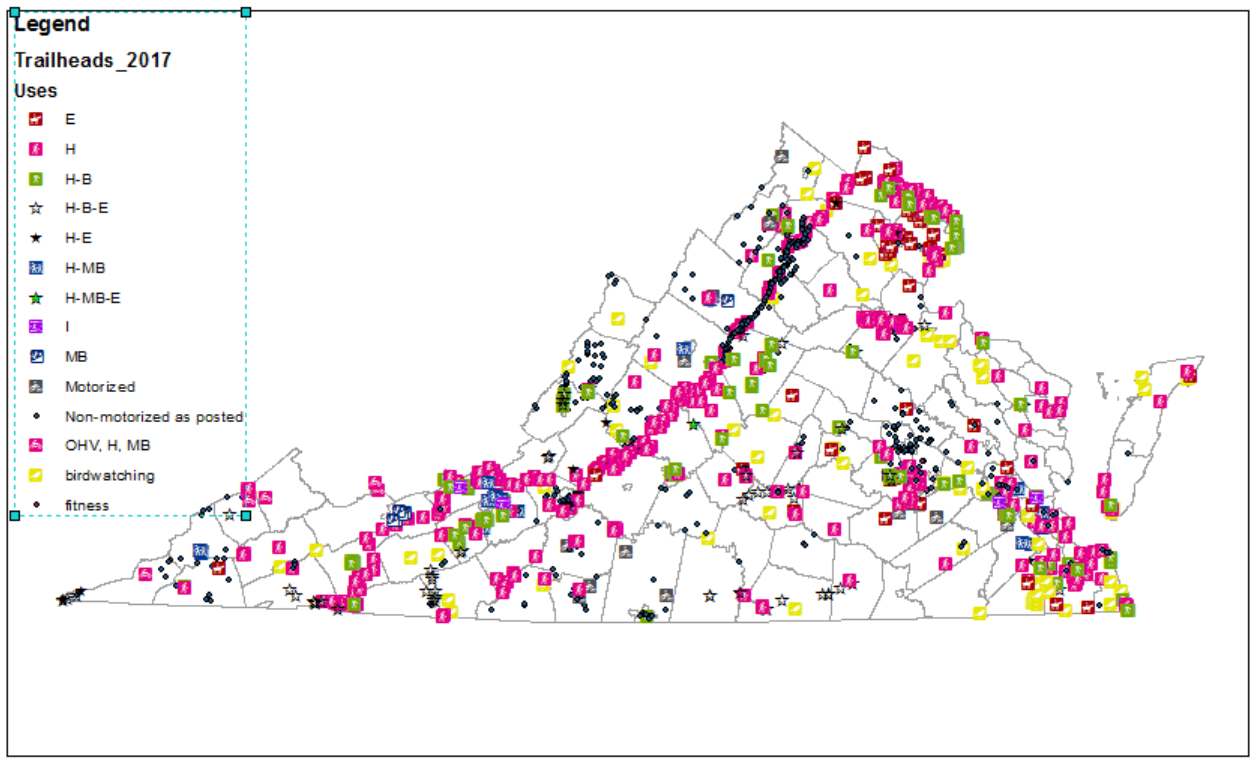 Legend
Trailheads_2017
Uses
E
H
H-B
H-B-E
H-E
H-MB
H-MB-E
I
MB
Motorized
Non-motorized as posted
OHV, H, MB
birdwatching
fitness